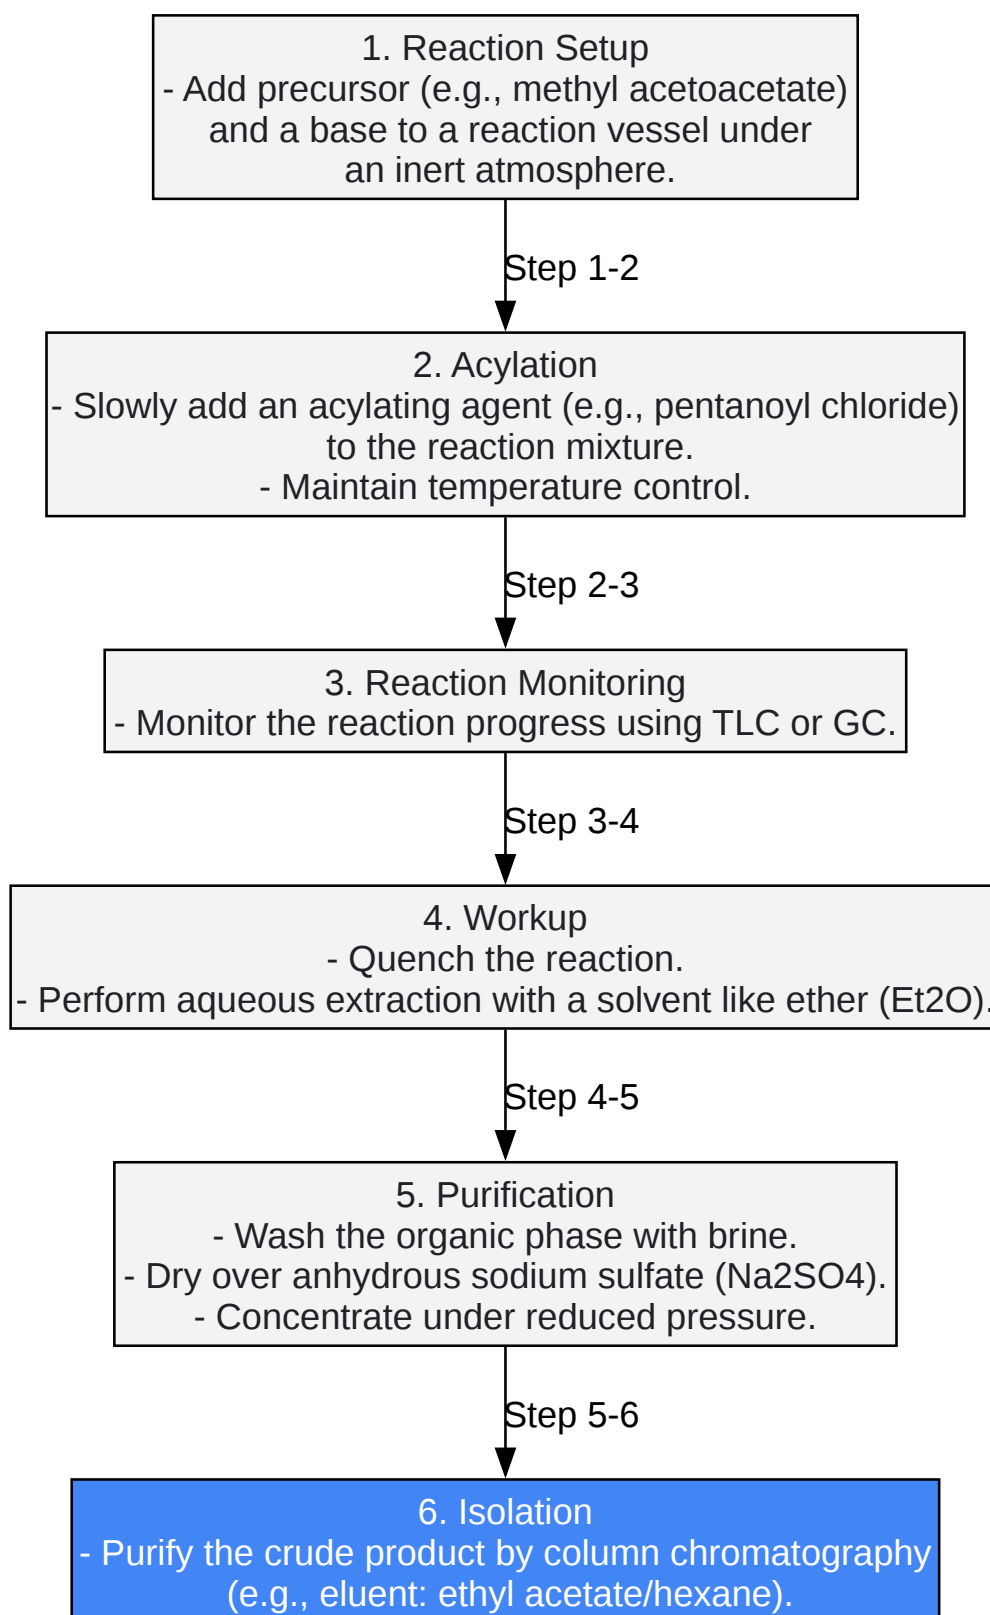 1. Reaction Setup
- Add precursor (e.g., methyl acetoacetate)
and a base to a reaction vessel under
an inert atmosphere.
Step 1-2
2. Acylation
- Slowly add an acylating agent (e.g., pentanoyl chloride)
to the reaction mixture.
- Maintain temperature control.
Step 2-3
3. Reaction Monitoring
- Monitor the reaction progress using TLC or GC.
Step 3-4
4. Workup
- Quench the reaction.
- Perform aqueous extraction with a solvent like ether (Et2O).
Step 4-5
5. Purification
- Wash the organic phase with brine.
- Dry over anhydrous sodium sulfate (Na2SO4).
- Concentrate under reduced pressure.
Step 5-6
6. Isolation
- Purify the crude product by column chromatography
(e.g., eluent: ethyl acetate/hexane).